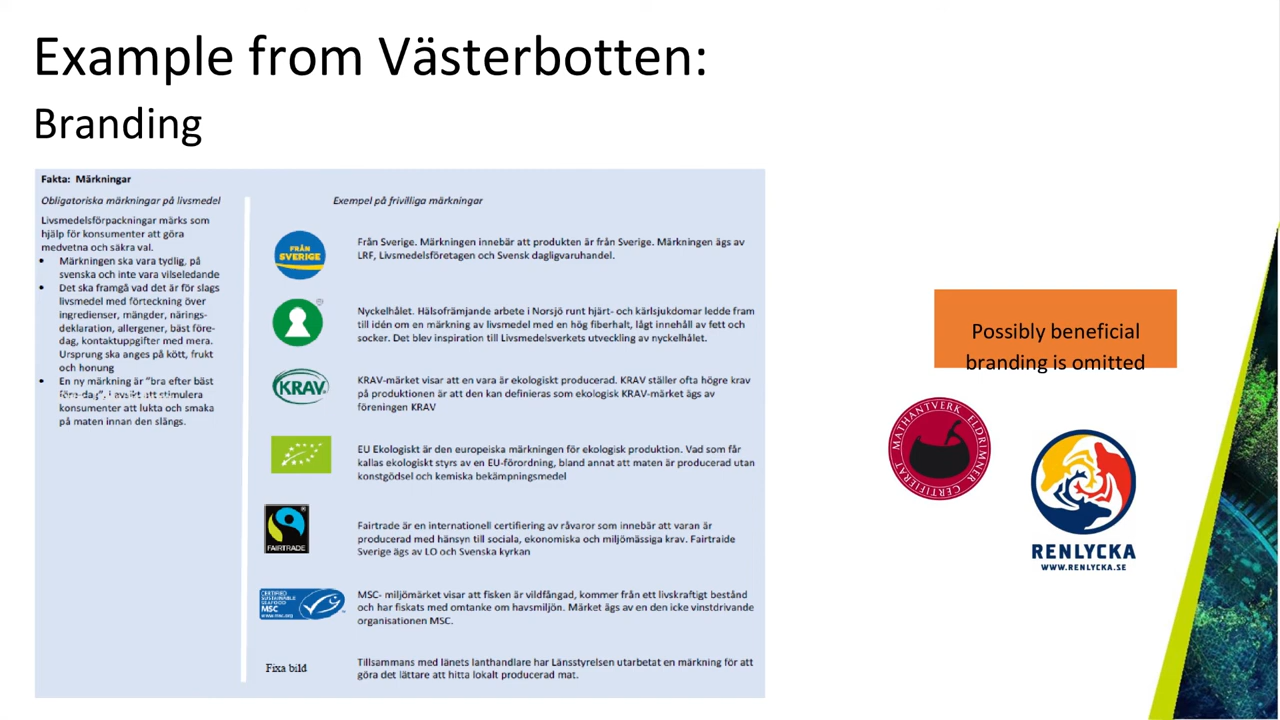 Example from Västerbotten:
Branding
Fakta: Märkningar
Obligatoriska märkningar på livsmedel
Livsmedelsförpackningar märks som
hjälp för konsumenter att göra
medvetna och säkra val.
• Märkningen ska vara tydlig, på
svenska och inte vara vilseledande
• Det ska framgå vad det är för slags
livsmedel med förteckning över
ingredienser, mängder, närings-
deklaration, allergener, bäst före-
dag, kontaktuppgifter med mera.
Ursprung ska anges på kött, frukt
och honung
• En ny märkning är "bra efter bäst
före dag", i avsikt att stimulera
konsumenter att lukta och smaka
på maten innan den slängs.
Exempel på frivilliga märkningar
FRÅN
SVERIGE
Från Sverige. Märkningen innebär att produkten är från Sverige. Märkningen ägs av
LRF, Livsmedelsföretagen och Svensk dagligvaruhandel.
®
Nyckelhålet. Hälsofrämjande arbete i Norsjö runt hjärt- och kärlsjukdomar ledde fram
till idén om en märkning av livsmedel med en hög fiberhalt, lågt innehåll av fett och
socker. Det blev inspiration till Livsmedelsverkets utveckling av nyckelhålet.
KRAV
KRAV-märket visar att en vara är ekologiskt producerad. KRAV ställer ofta högre krav
på produktionen är att den kan definieras som ekologisk KRAV-märket ägs av
föreningen KRAV
EU Ekologiskt är den europeiska märkningen för ekologisk produktion. Vad som får
kallas ekologiskt styrs av en EU-förordning, bland annat att maten är producerad utan
konstgödsel och kemiska bekämpningsmedel
FAIRTRADE
Fairtrade är en internationell certifiering av råvaror som innebär att varan är
producerad med hänsyn till sociala, ekonomiska och miljömässiga krav. Fairtraide
Sverige ägs av LO och Svenska kyrkan
CERTIFIED
SUSTAINABLE
SEAFOOD
MSC
www.msc.org
MSC- miljömärket visar att fisken är vildfångad, kommer från ett livskraftigt bestånd
och har fiskats med omtanke om havsmiljön. Märket ägs av en den icke vinstdrivande
organisationen MSC.
Fixa bild
Tillsammans med länets lanthandlare har Länsstyrelsen utarbetat en märkning för att
göra det lättare att hitta lokalt producerad mat.
Possibly beneficial
branding is omitted
MATHANTVERK ELDRIMNER CERTIFIERAT
RENLYCKA
WWW.RENLYCKA.SE